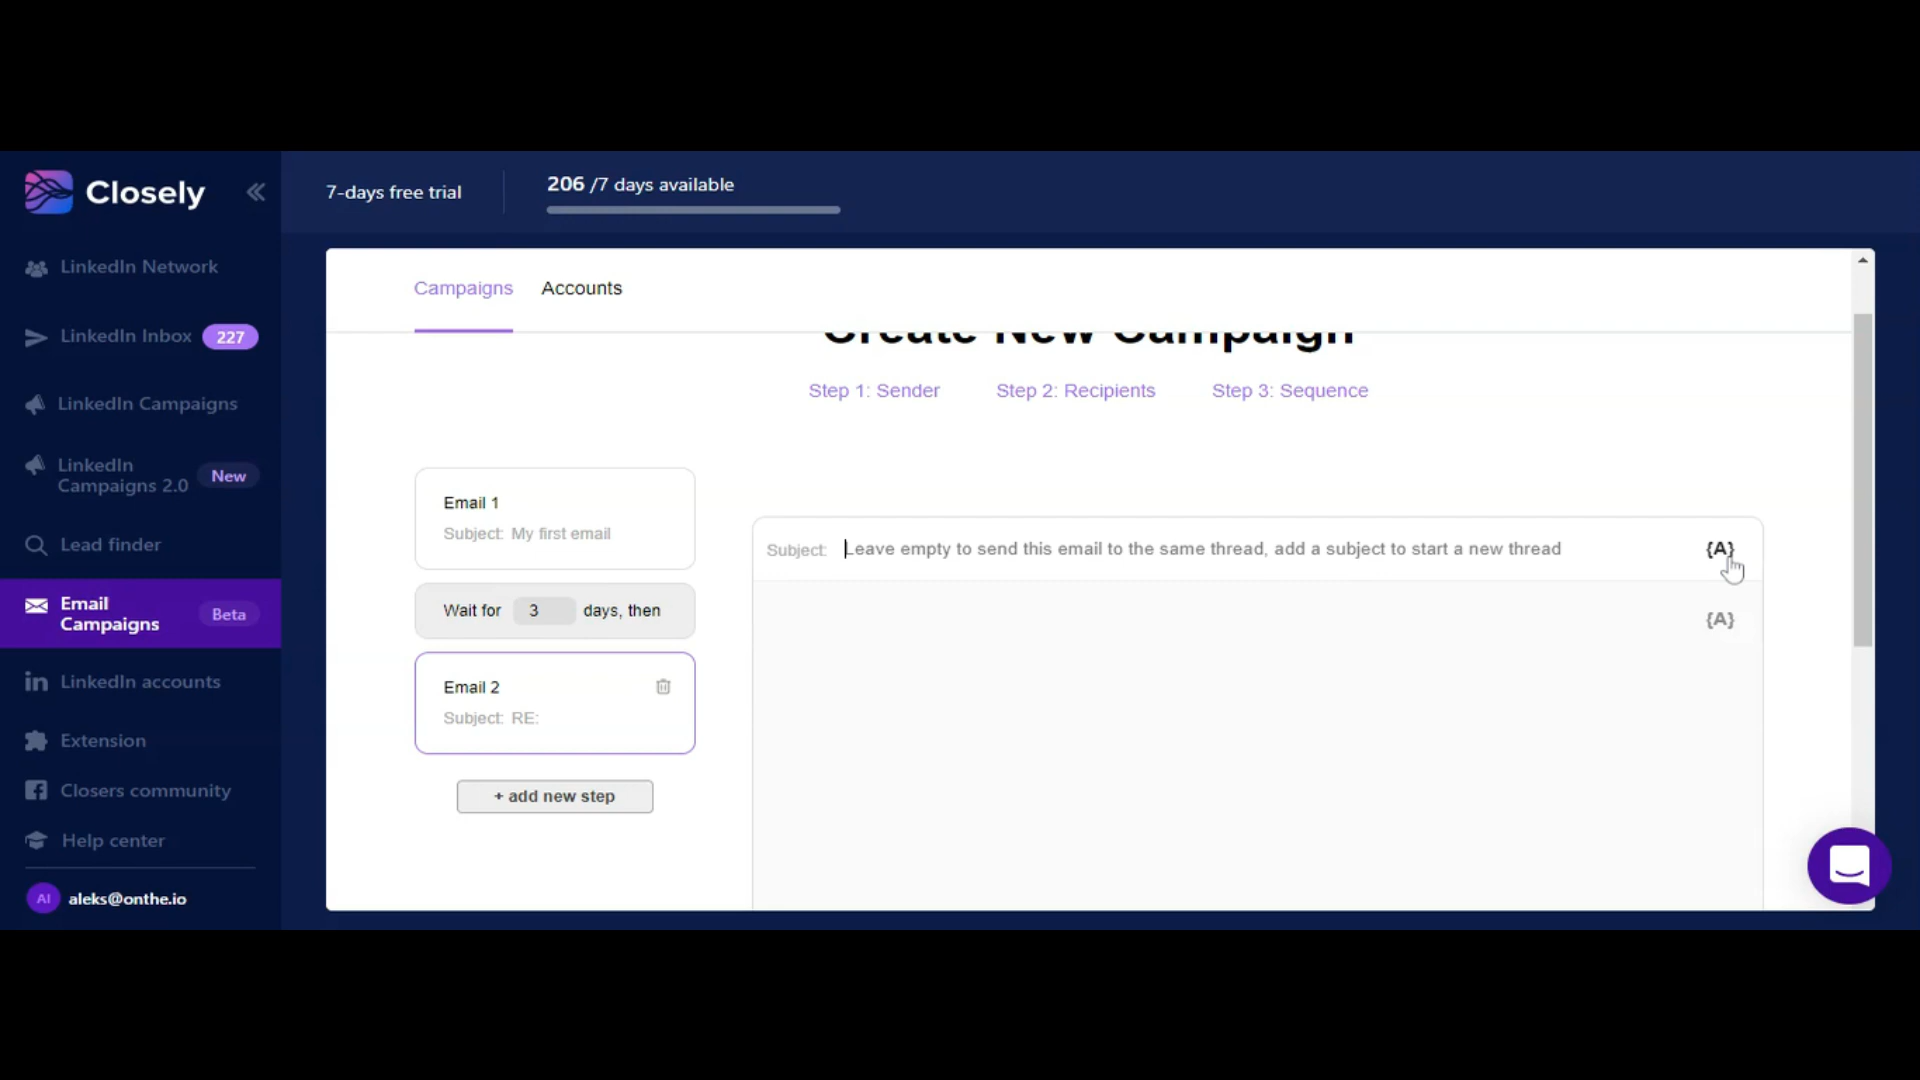 Closely
7-days free trial
206 /7 days available
LinkedIn Network
LinkedIn Inbox 227
LinkedIn Campaigns
LinkedIn
Campaigns 2.0 New
Lead finder
Email
Campaigns Beta
LinkedIn accounts
Extension
Closers community
Help center
AI aleks@onthe.io
Campaigns Accounts
Create New Campaign
Step 1: Sender Step 2: Recipients Step 3: Sequence
Email 1
Subject: My first email
Wait for 3 days, then
Email 2
Subject: RE:
+ add new step
Subject: Leave empty to send this email to the same thread, add a subject to start a new thread {A}
{A}